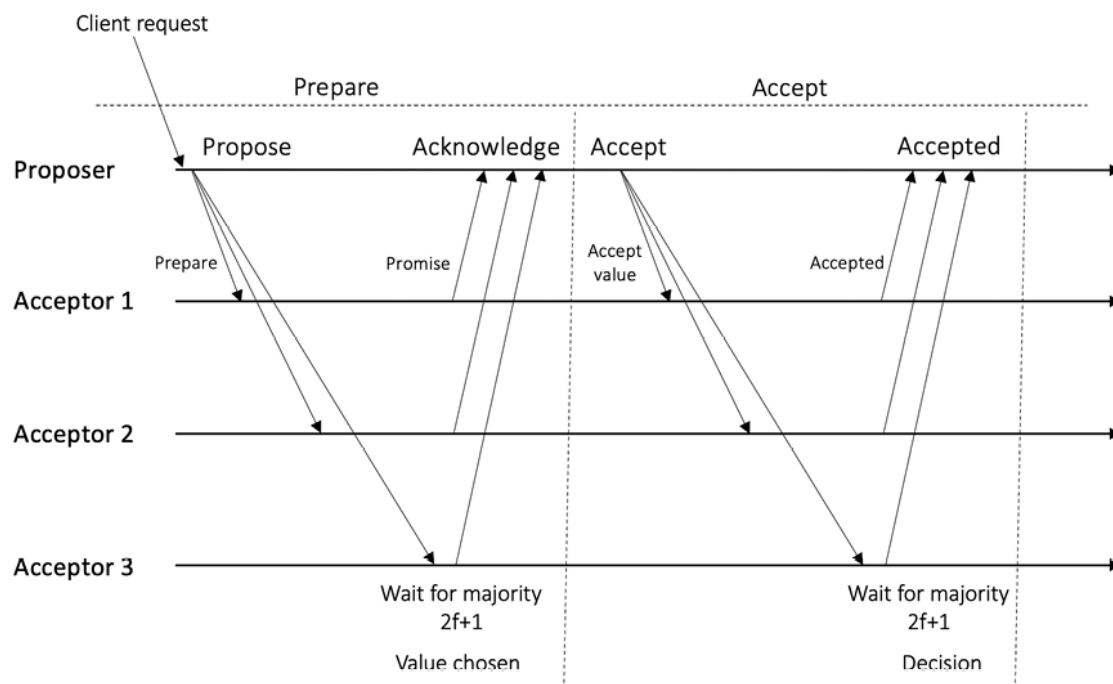 Client request
Prepare Accept
Propose Acknowledge Accept Accepted
Proposer
Prepare Promise Accept value Accepted
Acceptor 1
Acceptor 2
Acceptor 3
Wait for majority Wait for majority
2f+1 2f+1
Value chosen Decision